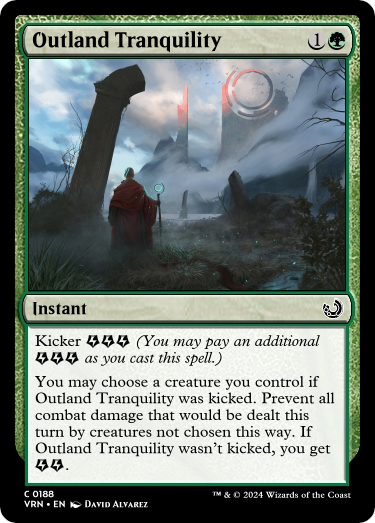 Outland Tranquility 1
Instant
Kicker (You may pay an additional
as you cast this spell.)
You may choose a creature you control if
Outland Tranquility was kicked. Prevent all
combat damage that would be dealt this
turn by creatures not chosen this way. If
Outland Tranquility wasn't kicked, you get
.
C 0188
VRN • EN DAVID ALVAREZ ™ & © 2024 Wizards of the Coast